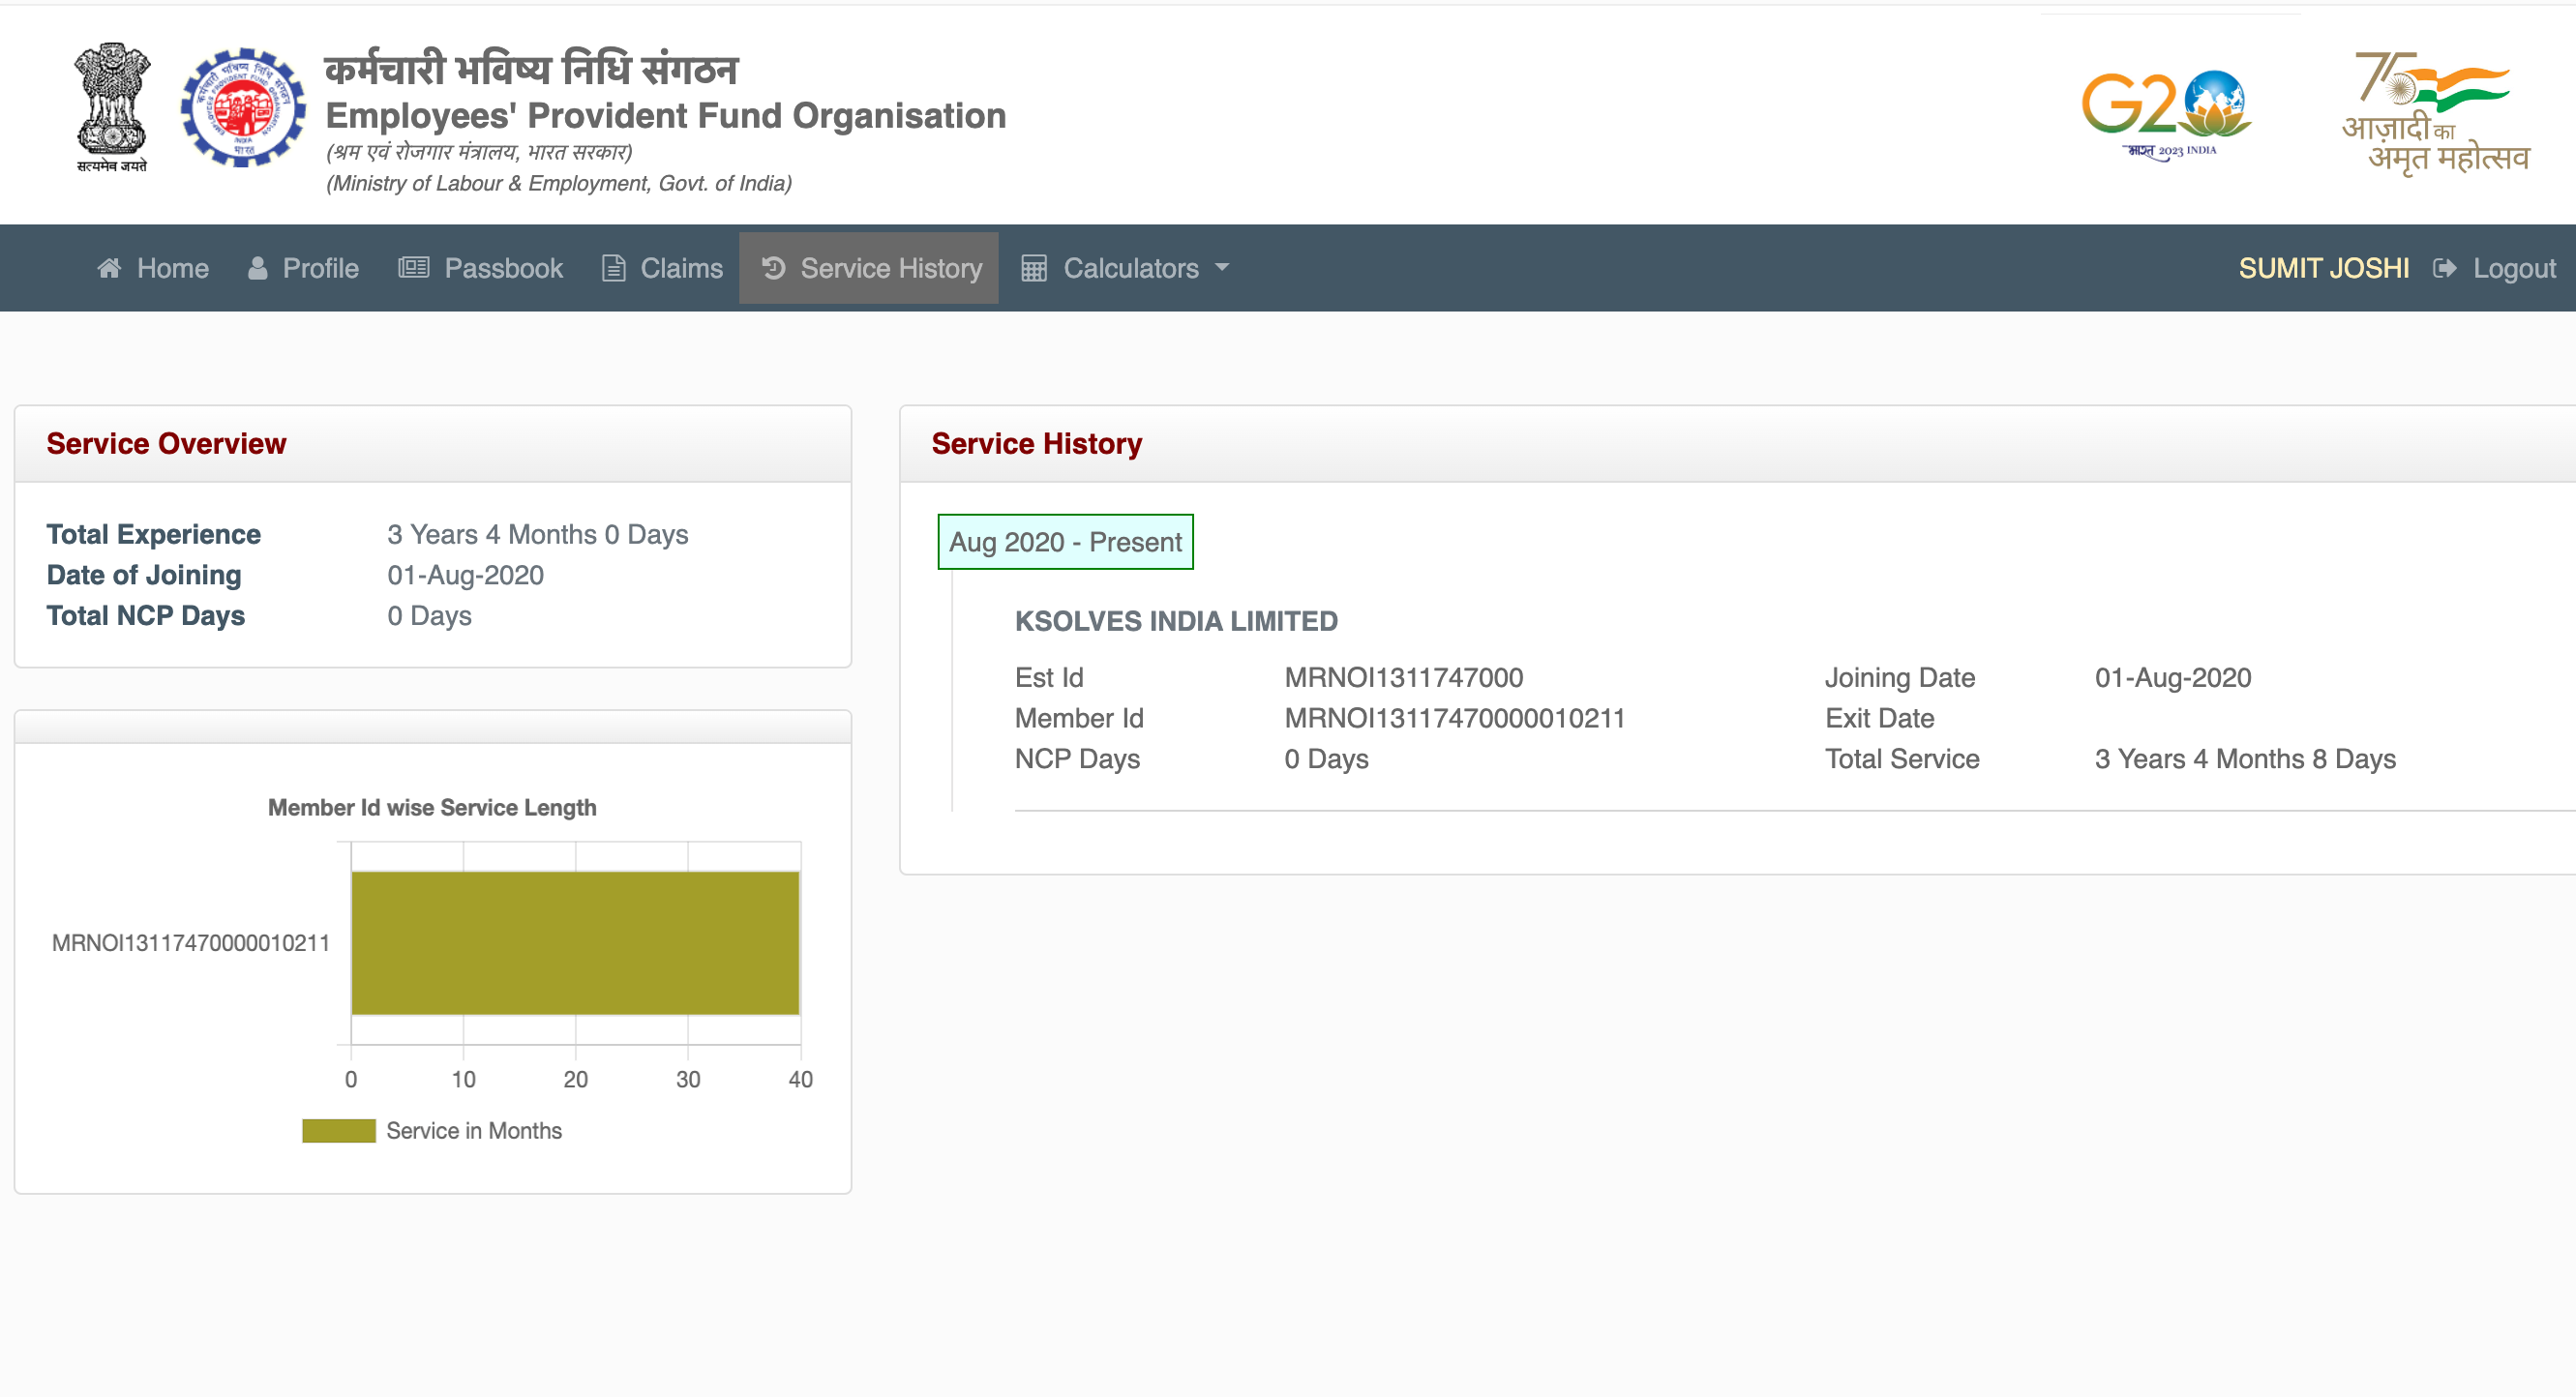 कर्मचारी भविष्य निधि संगठन
Employees' Provident Fund Organisation
(श्रम एवं रोजगार मंत्रालय, भारत सरकार)
(Ministry of Labour & Employment, Govt. of India)
सत्यमेव जयते
G20
भारत 2023 INDIA
75
आज़ादी का
अमृत महोत्सव
Home Profile Passbook Claims Service History Calculators SUMIT JOSHI Logout
Service Overview
Total Experience 3 Years 4 Months 0 Days
Date of Joining 01-Aug-2020
Total NCP Days 0 Days
Member Id wise Service Length
MRNOI13117470000010211
0 10 20 30 40
Service in Months
Service History
Aug 2020 - Present
KSOLVES INDIA LIMITED
Est Id MRNOI1311747000 Joining Date 01-Aug-2020
Member Id MRNOI13117470000010211 Exit Date
NCP Days 0 Days Total Service 3 Years 4 Months 8 Days